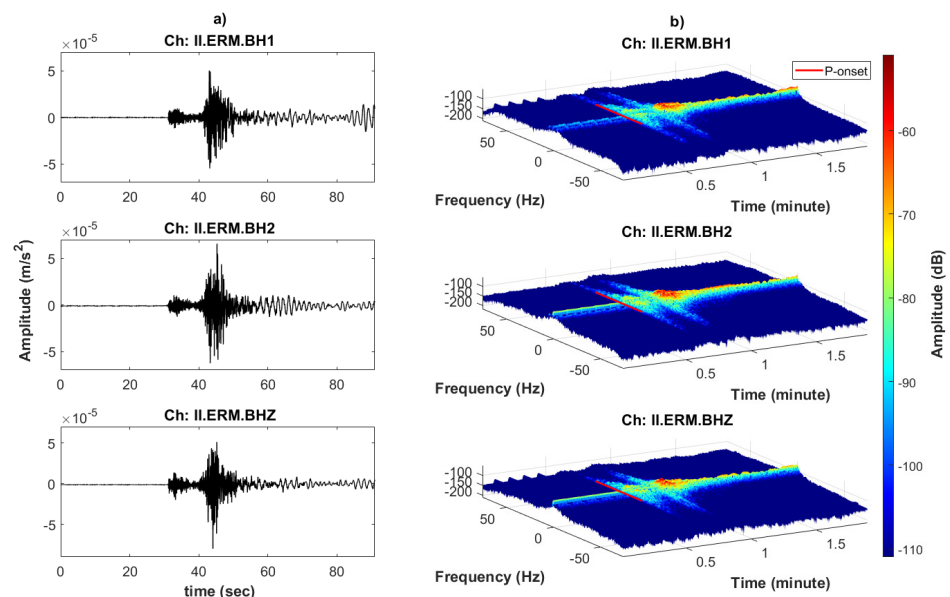 a)
Ch: II.ERM.BH1
×10⁻⁵
5
0
-5
0 20 40 60 80
Ch: II.ERM.BH2
×10⁻⁵
5
0
-5
0 20 40 60 80
Amplitude (m/s²)
Ch: II.ERM.BHZ
×10⁻⁵
5
0
-5
0 20 40 60 80
time (sec)
b)
Ch: II.ERM.BH1
P-onset
-100
-150
-200
50
0
-50
0.5
1
1.5
Frequency (Hz)
Time (minute)
Ch: II.ERM.BH2
-100
-150
-200
50
0
-50
0.5
1
1.5
Frequency (Hz)
Time (minute)
Ch: II.ERM.BHZ
-100
-150
-200
50
0
-50
0.5
1
1.5
Frequency (Hz)
Time (minute)
-60
-70
-80
-90
-100
-110
Amplitude (dB)